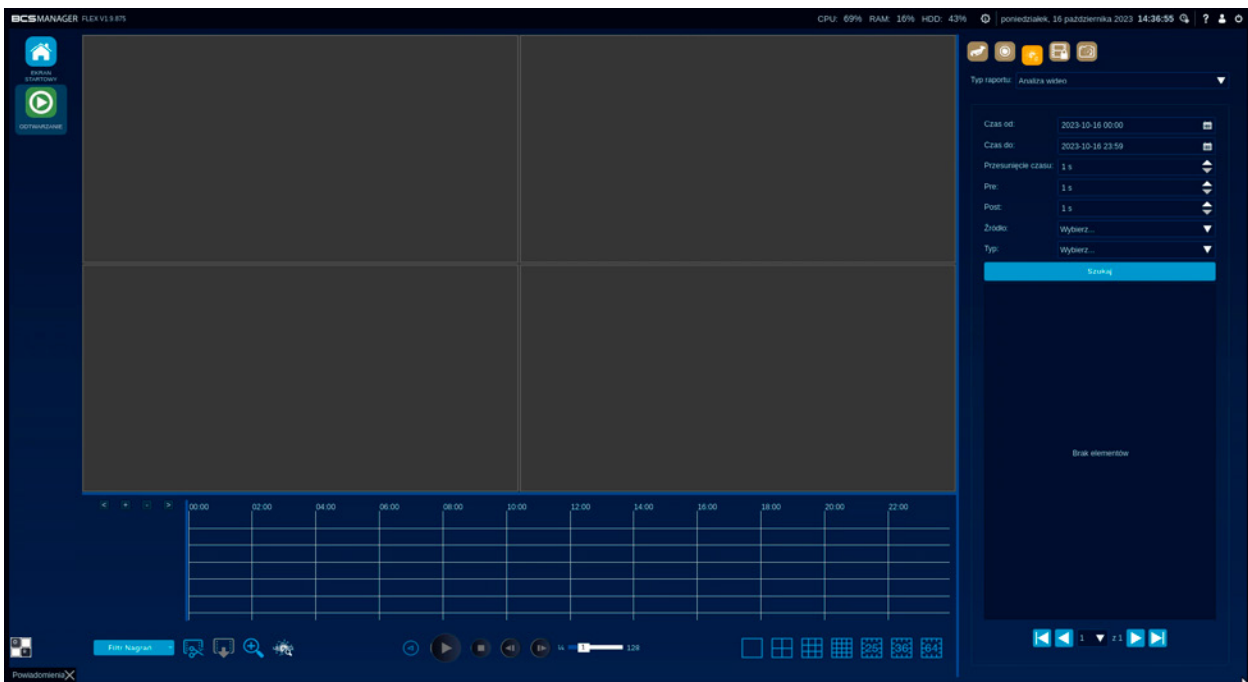 BCSMANAGER FLEX V1.9.875
CPU: 69% RAM: 16% HDD: 43%
poniedziałek, 16 października 2023 14:36:55
?
EKRAN
STARTOWY
ODTWARZANIE
Typ raportu: Analiza wideo
Czas od: 2023-10-16 00:00
Czas do: 2023-10-16 23:59
Przesunięcie czasu: 1 s
Pre: 1 s
Post: 1 s
Źródło: Wybierz...
Typ: Wybierz...
Szukaj
Brak elementów
< + - >
00:00 02:00 04:00 06:00 08:00 10:00 12:00 14:00 16:00 18:00 20:00 22:00
Filtr Nagrań
1 128
25 36 64
1 z 1
Powiadomienia